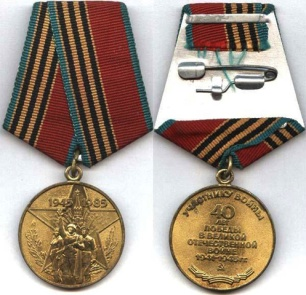 1945 1985
УЧАСТНИКУ ВОЙНЫ
40
ЛЕТ
ПОБЕДЫ
В ВЕЛИКОЙ
ОТЕЧЕСТВЕННОЙ
ВОЙНЕ
1941-1945 гг.